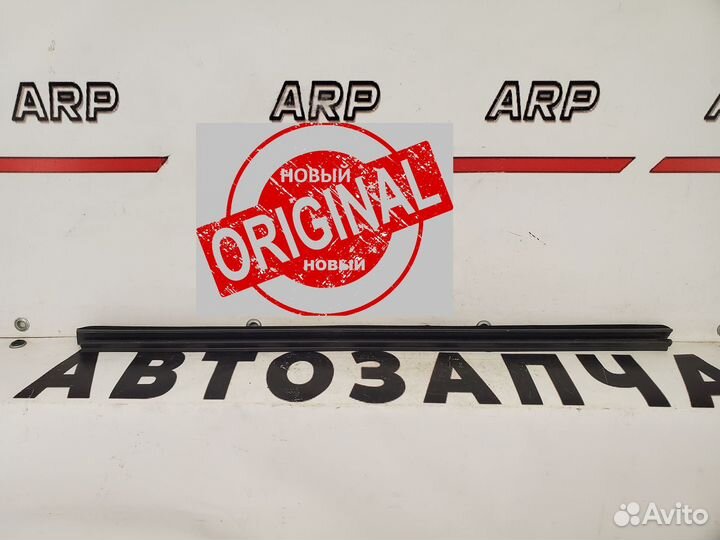 ARP ARP ARP
НОВЫЙ
ORIGINAL
НОВЫЙ
АВТОЗАПЧА
Avito